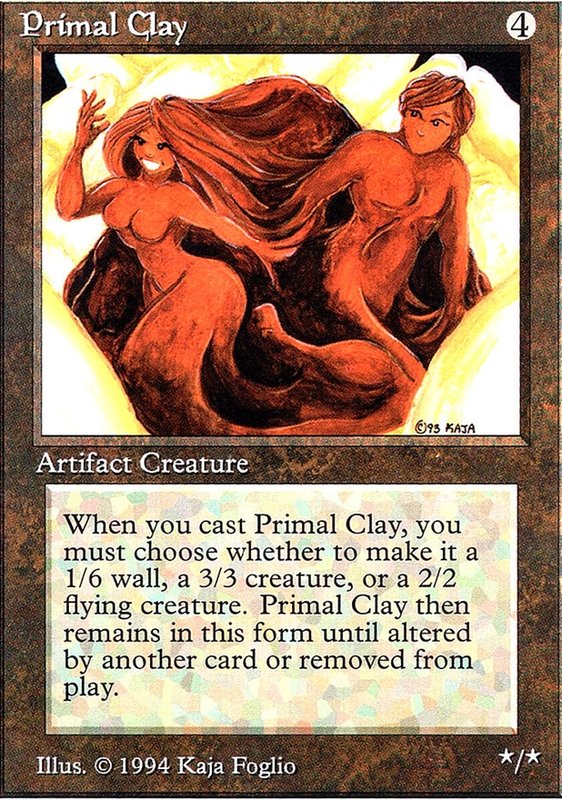 Primal Clay 4
©93 KAJA
Artifact Creature
When you cast Primal Clay, you
must choose whether to make it a
1/6 wall, a 3/3 creature, or a 2/2
flying creature. Primal Clay then
remains in this form until altered
by another card or removed from
play.
Illus. © 1994 Kaja Foglio
★/★